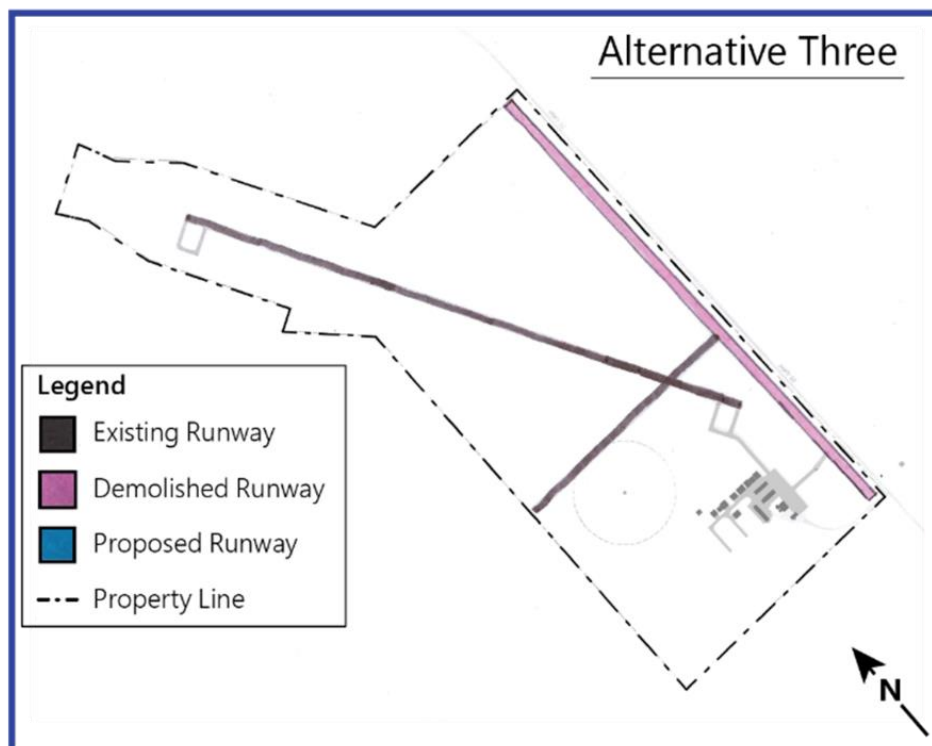 Alternative Three
Legend
Existing Runway
Demolished Runway
Proposed Runway
Property Line
N